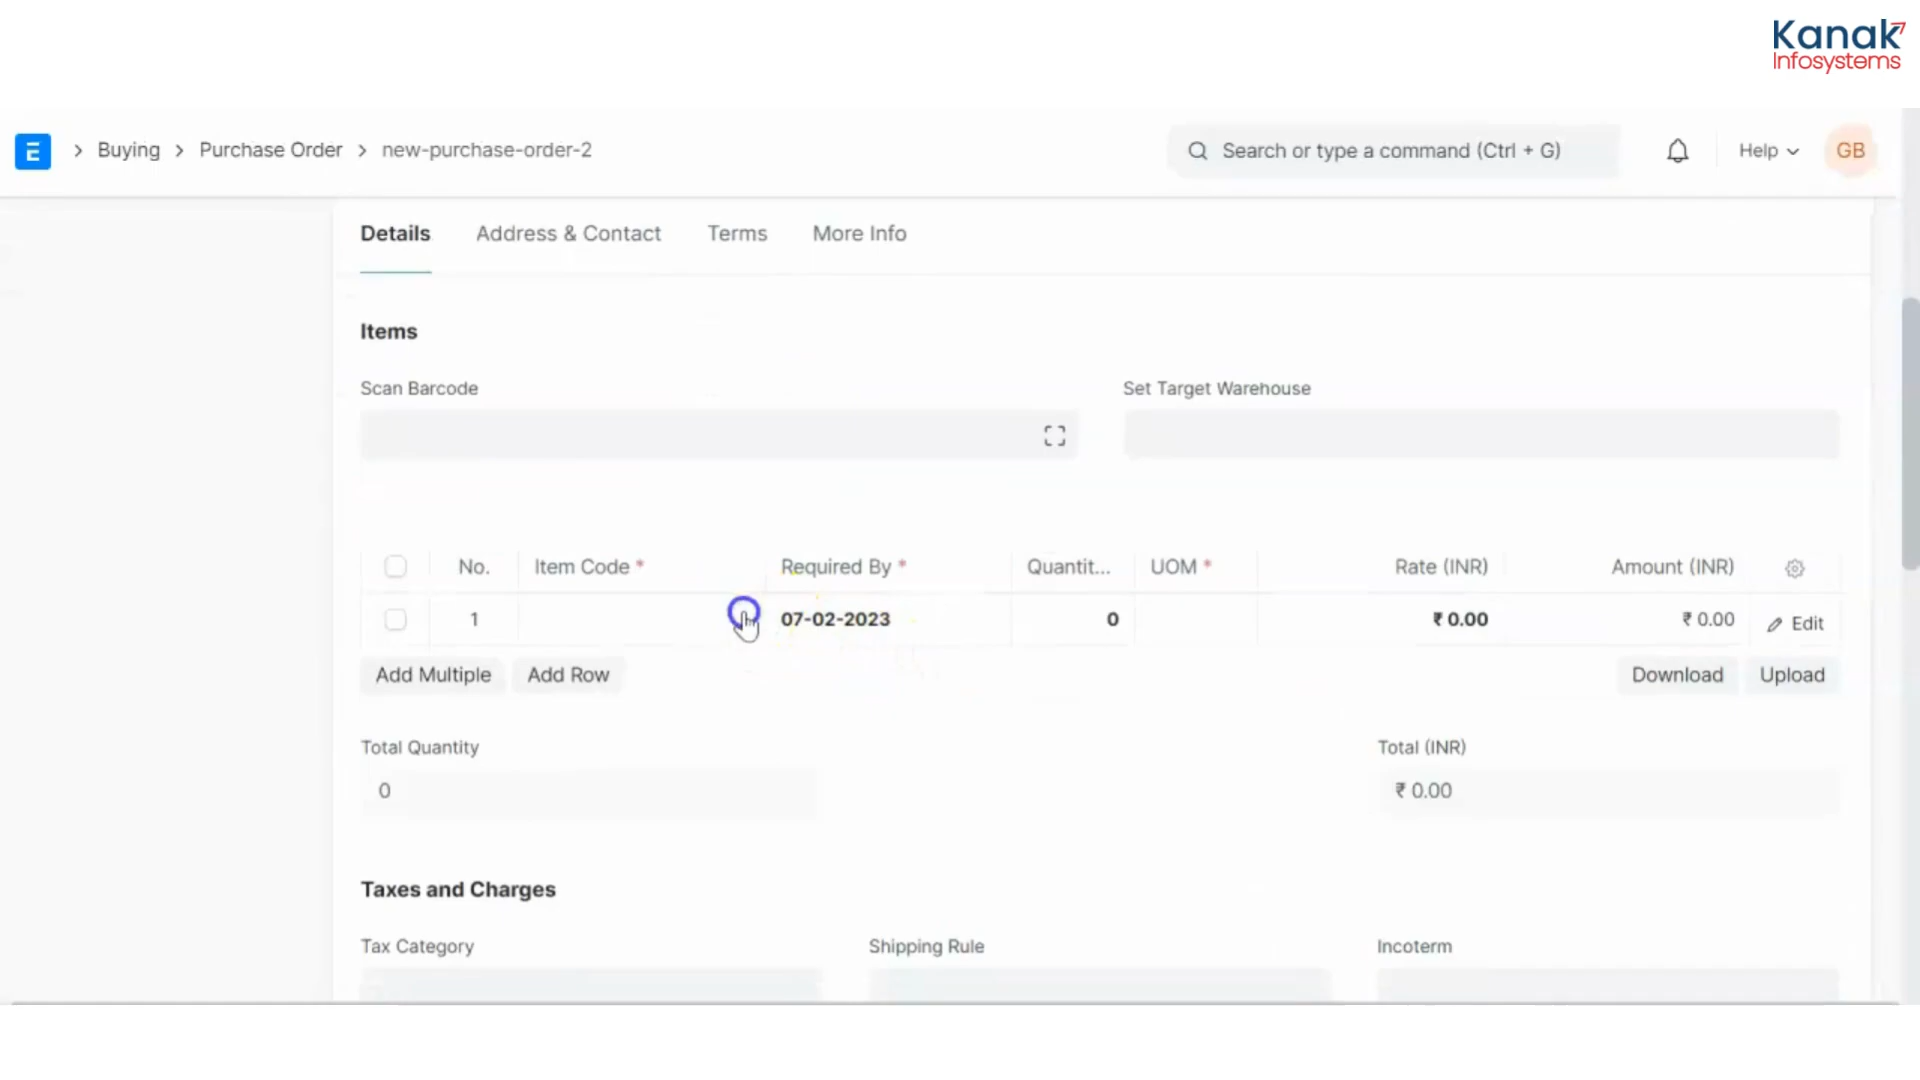 Kanak
Infosystems
E > Buying > Purchase Order > new-purchase-order-2
Search or type a command (Ctrl + G)
Help
GB
Details Address & Contact Terms More Info
Items
Scan Barcode Set Target Warehouse
No. Item Code * Required By * Quantit... UOM * Rate (INR) Amount (INR)
1 07-02-2023 0 ₹ 0.00 ₹ 0.00 Edit
Add Multiple Add Row Download Upload
Total Quantity Total (INR)
0 ₹ 0.00
Taxes and Charges
Tax Category Shipping Rule Incoterm